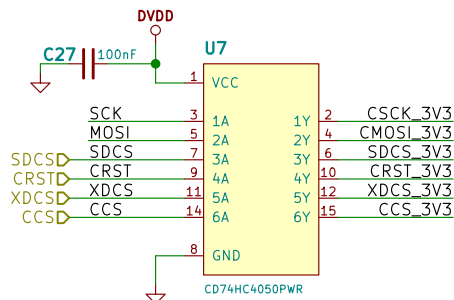 DVDD
C27 100nF
U7
1 VCC
SCK 3 1A 1Y 2 CSCK_3V3
MOSI 5 2A 2Y 4 CMOSI_3V3
SDCS SDCS 7 3A 3Y 6 SDCS_3V3
CRST CRST 9 4A 4Y 10 CRST_3V3
XDCS XDCS 11 5A 5Y 12 XDCS_3V3
CCS CCS 14 6A 6Y 15 CCS_3V3
8 GND
CD74HC4050PWR